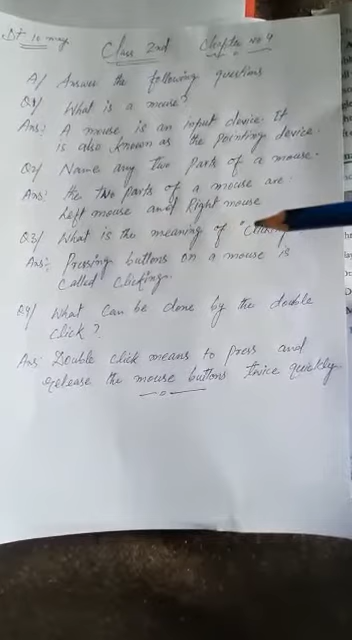 Dt 10 may
Class 2nd Chapter No 4
A/ Answer the following questions
Q1/ What is a mouse?
Ans: A mouse is an input device. It
is also known as the pointing device.
Q2/ Name any two parts of a mouse.
Ans: the two parts of a mouse are.
Left mouse and Right mouse
Q.3/ What is the meaning of "
Ans: Pressing buttons on a mouse is
called clicking.
Q4/ What can be done by the double
click?
Ans: Double click means to press and
release the mouse buttons twice quickly